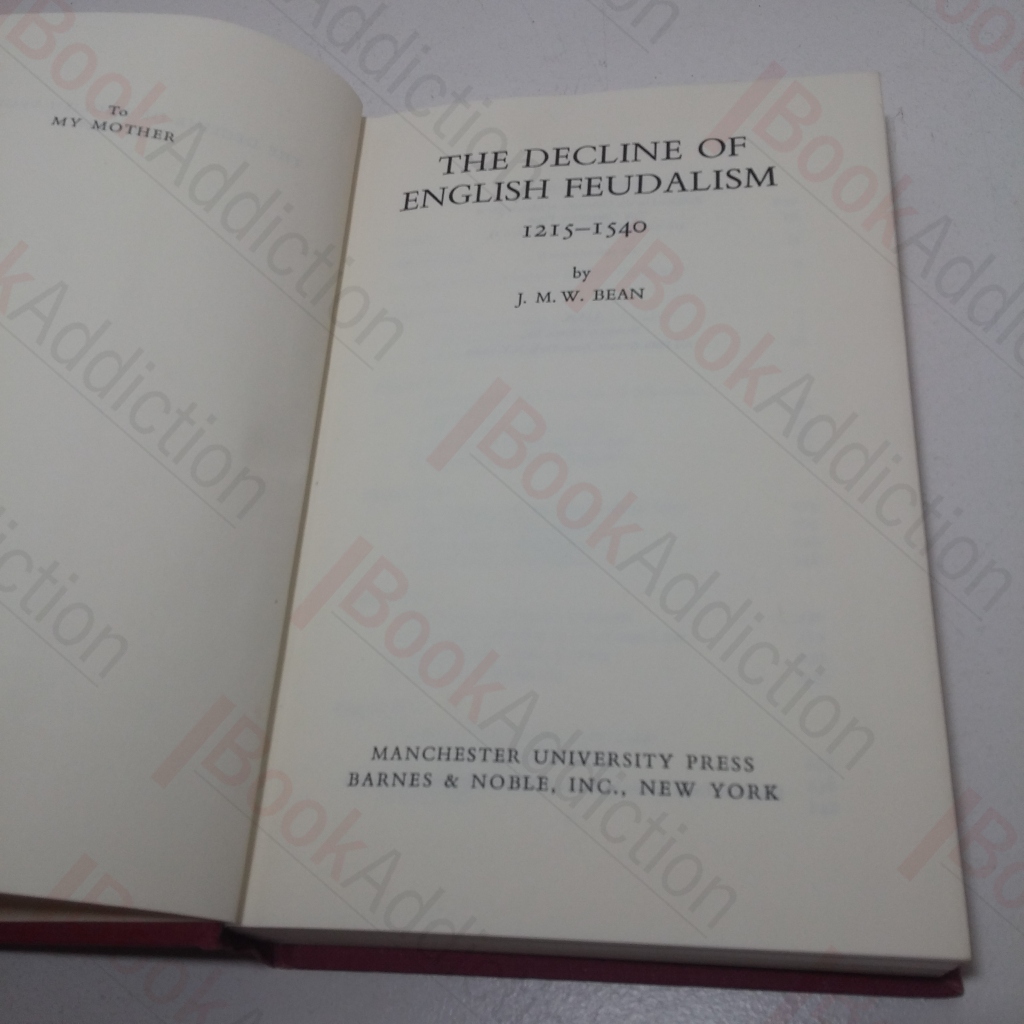 To
MY MOTHER
THE DECLINE OF
ENGLISH FEUDALISM
1215–1540
by
J. M. W. BEAN
MANCHESTER UNIVERSITY PRESS
BARNES & NOBLE, INC., NEW YORK
BookAddiction